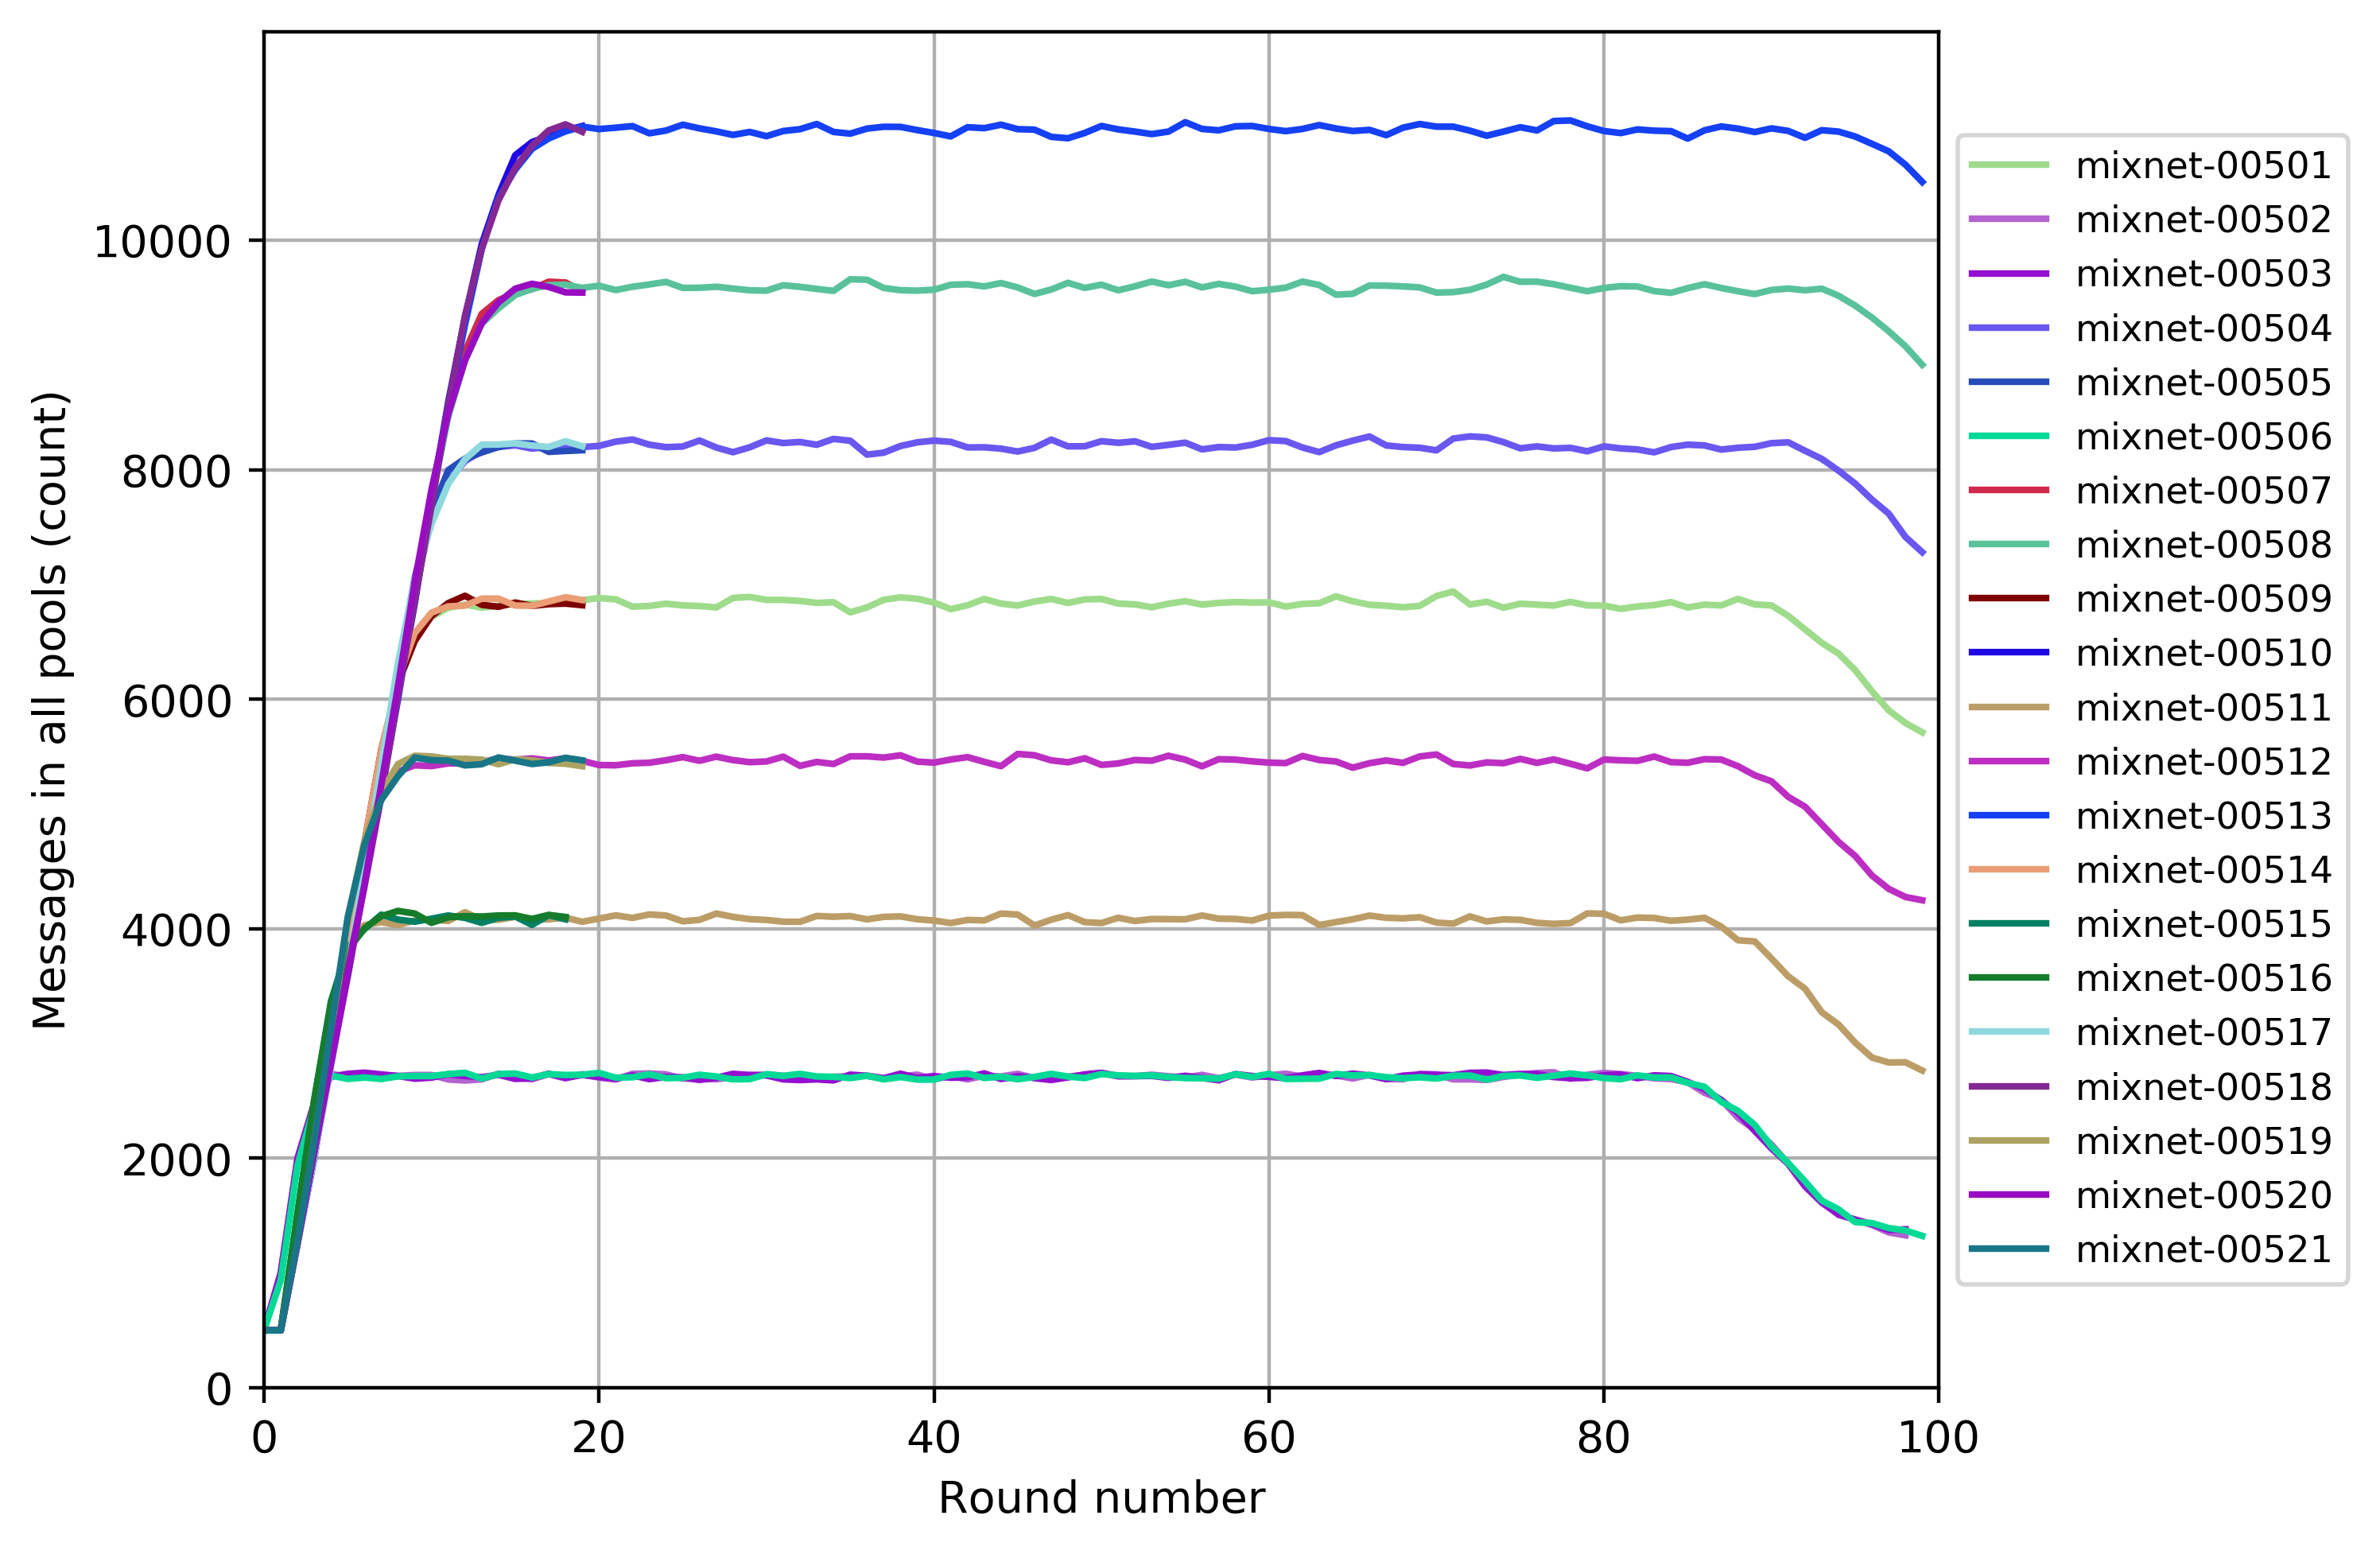 Messages in all pools (count)
10000
8000
6000
4000
2000
0
0 20 40 60 80 100
Round number
mixnet-00501
mixnet-00502
mixnet-00503
mixnet-00504
mixnet-00505
mixnet-00506
mixnet-00507
mixnet-00508
mixnet-00509
mixnet-00510
mixnet-00511
mixnet-00512
mixnet-00513
mixnet-00514
mixnet-00515
mixnet-00516
mixnet-00517
mixnet-00518
mixnet-00519
mixnet-00520
mixnet-00521